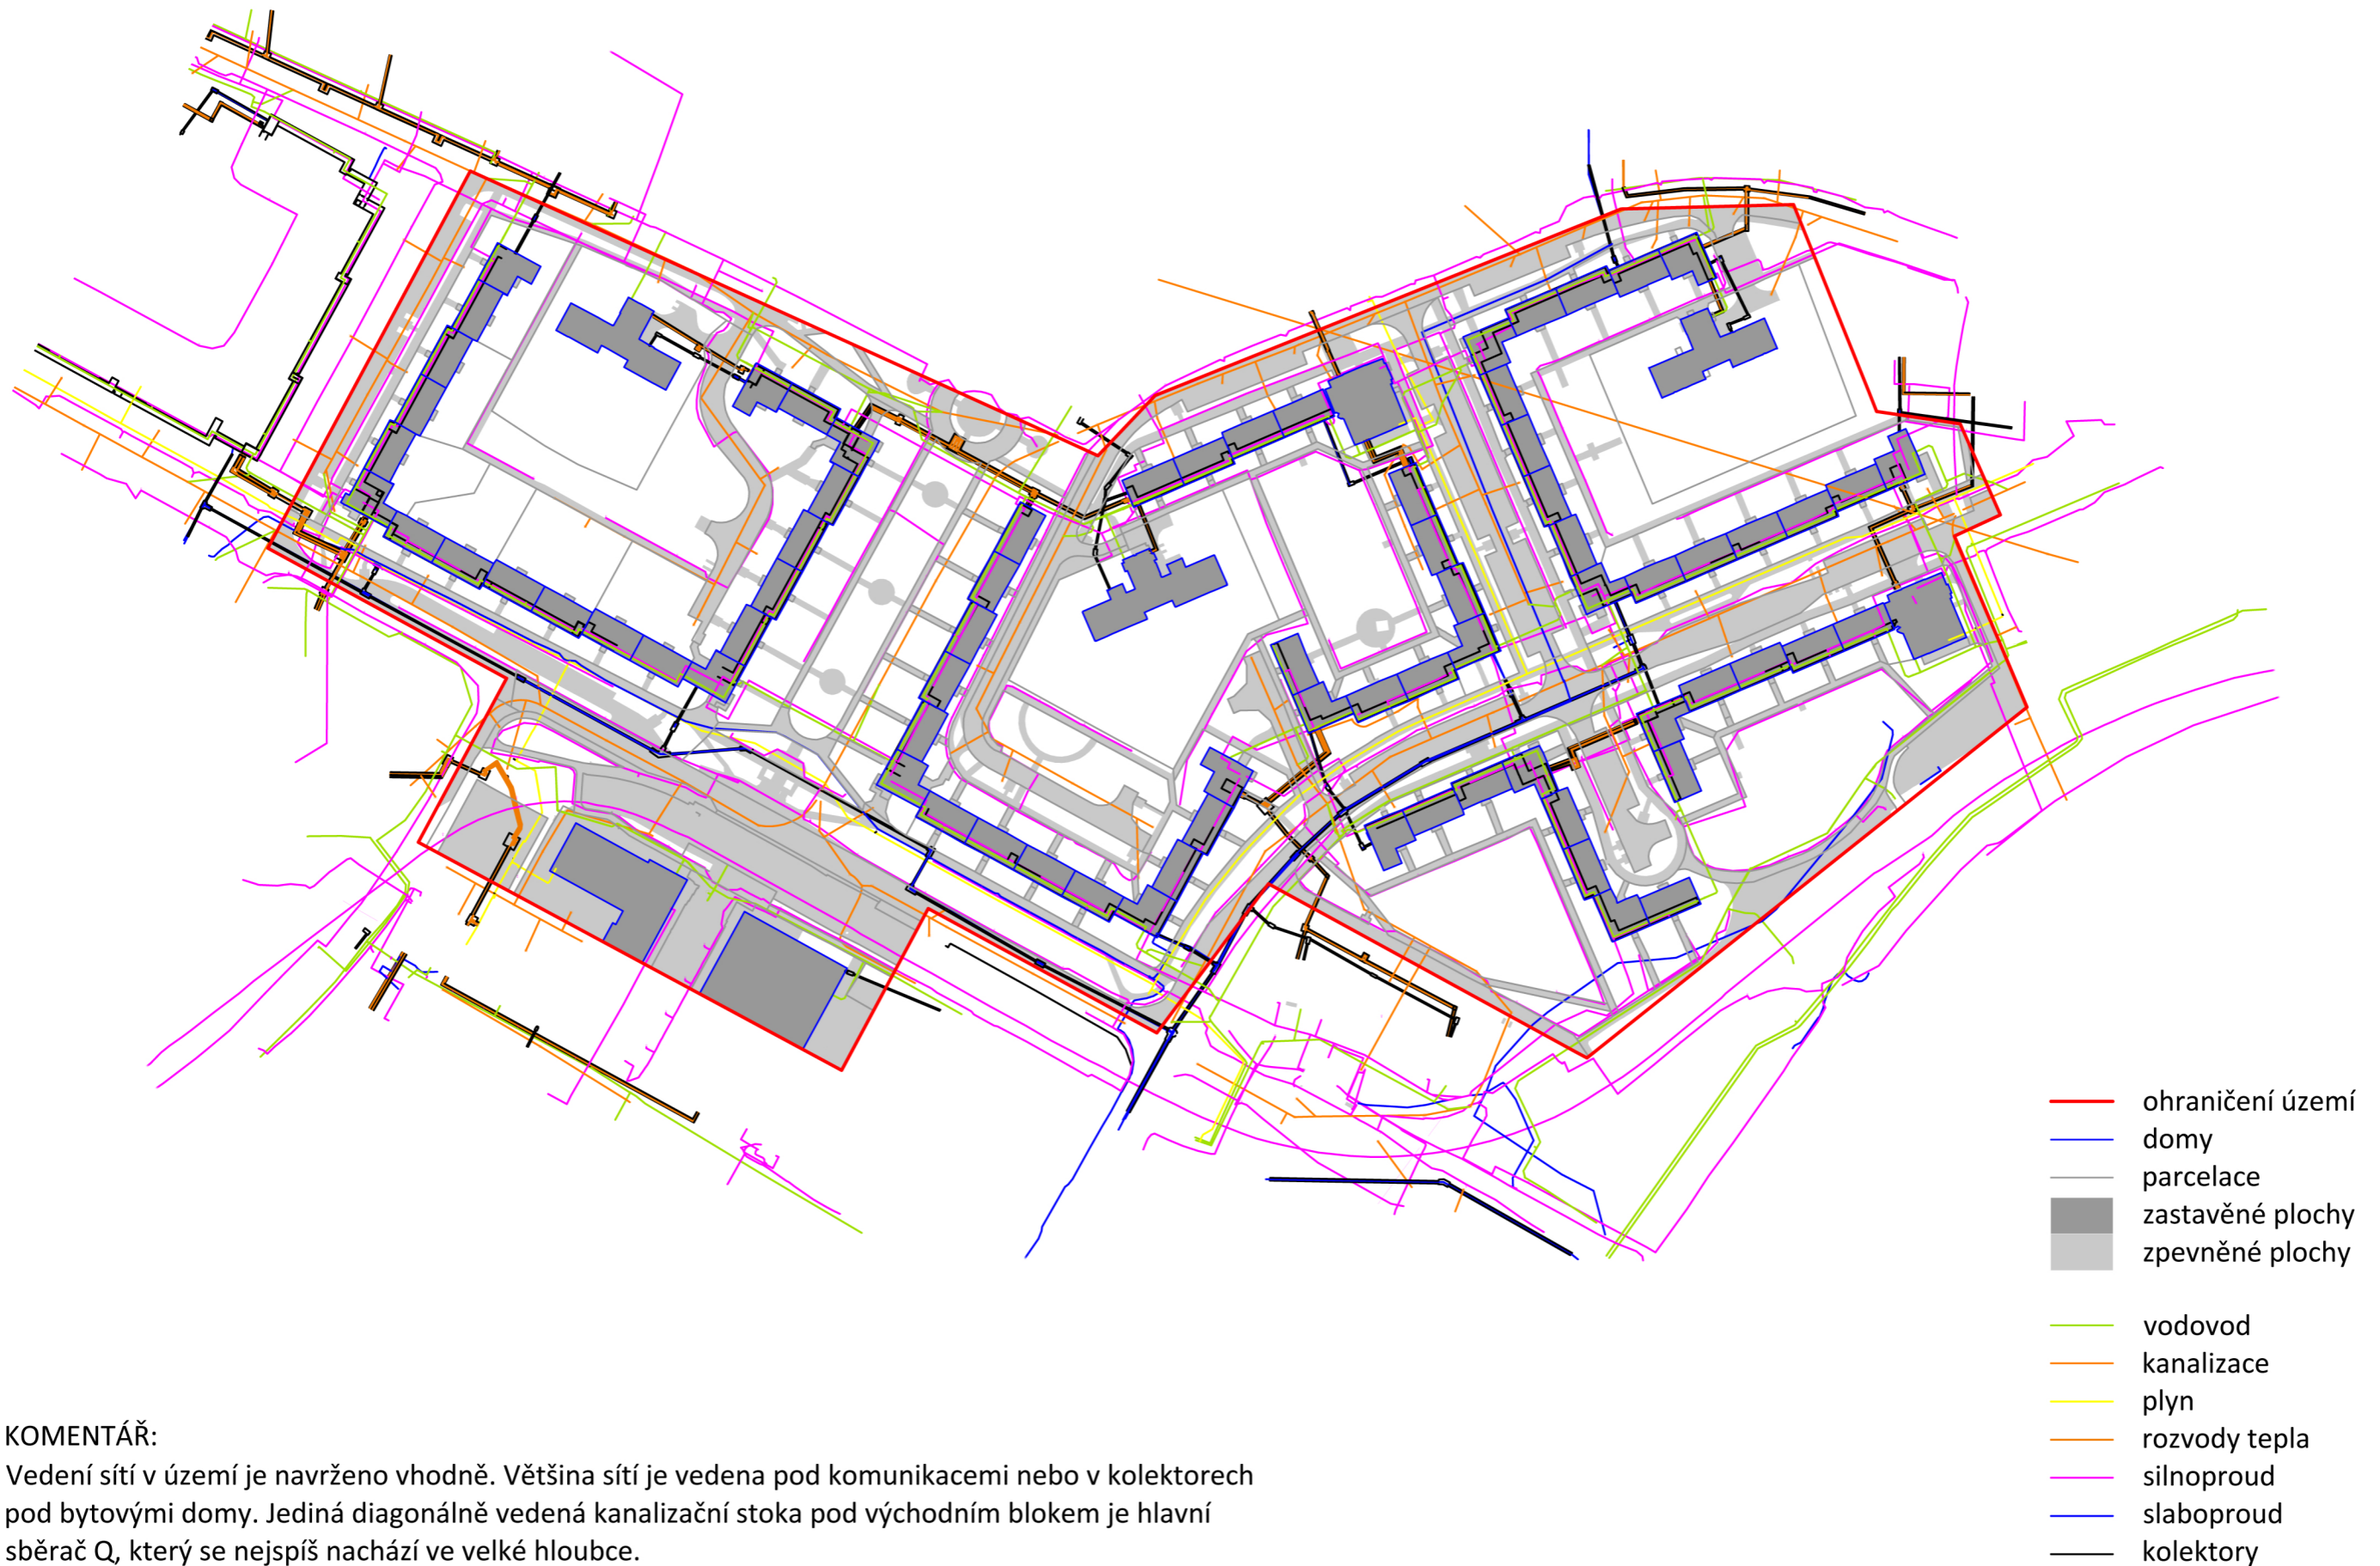 ohraničení území
domy
parcelace
zastavěné plochy
zpevněné plochy
vodovod
kanalizace
plyn
rozvody tepla
silnoproud
slaboproud
kolektory
KOMENTÁŘ:
Vedení sítí v území je navrženo vhodně. Většina sítí je vedena pod komunikacemi nebo v kolektorech
pod bytovými domy. Jediná diagonálně vedená kanalizační stoka pod východním blokem je hlavní
sběrač Q, který se nejspíš nachází ve velké hloubce.